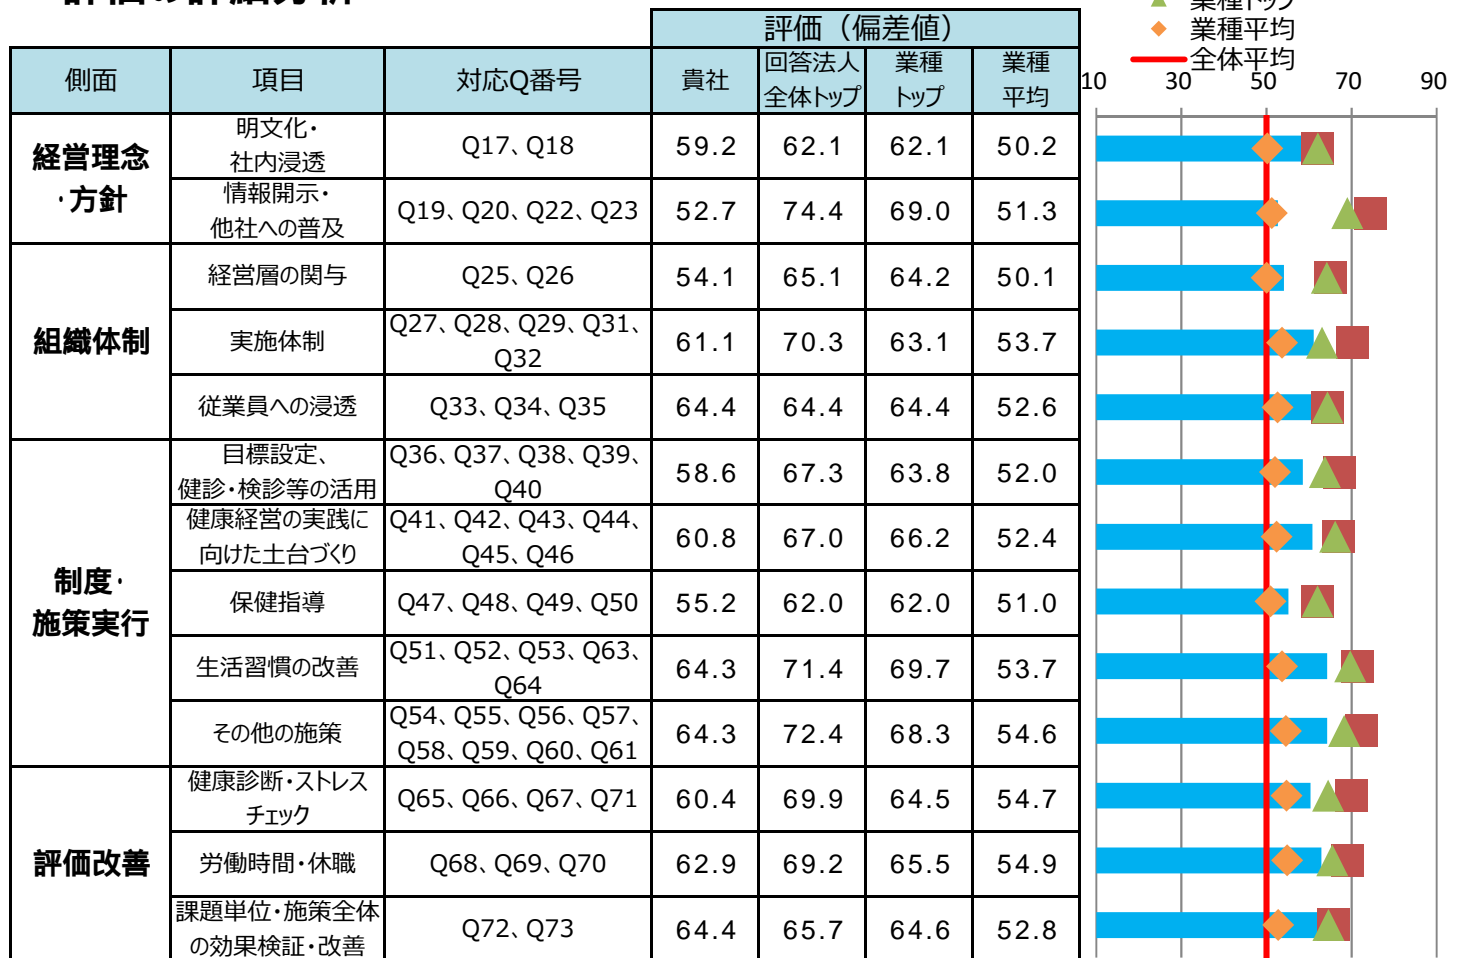 評価の詳細分析
業種トップ
業種平均
全体平均
評価（偏差値）
側面 項目 対応Q番号 貴社 回答法人全体トップ 業種トップ 業種平均
10 30 50 70 90
経営理念・方針
明文化・社内浸透 Q17、Q18 59.2 62.1 62.1 50.2
情報開示・他社への普及 Q19、Q20、Q22、Q23 52.7 74.4 69.0 51.3
組織体制
経営層の関与 Q25、Q26 54.1 65.1 64.2 50.1
実施体制 Q27、Q28、Q29、Q31、Q32 61.1 70.3 63.1 53.7
従業員への浸透 Q33、Q34、Q35 64.4 64.4 64.4 52.6
制度・施策実行
目標設定、健診・検診等の活用 Q36、Q37、Q38、Q39、Q40 58.6 67.3 63.8 52.0
健康経営の実践に向けた土台づくり Q41、Q42、Q43、Q44、Q45、Q46 60.8 67.0 66.2 52.4
保健指導 Q47、Q48、Q49、Q50 55.2 62.0 62.0 51.0
生活習慣の改善 Q51、Q52、Q53、Q63、Q64 64.3 71.4 69.7 53.7
その他の施策 Q54、Q55、Q56、Q57、Q58、Q59、Q60、Q61 64.3 72.4 68.3 54.6
評価改善
健康診断・ストレスチェック Q65、Q66、Q67、Q71 60.4 69.9 64.5 54.7
労働時間・休職 Q68、Q69、Q70 62.9 69.2 65.5 54.9
課題単位・施策全体の効果検証・改善 Q72、Q73 64.4 65.7 64.6 52.8